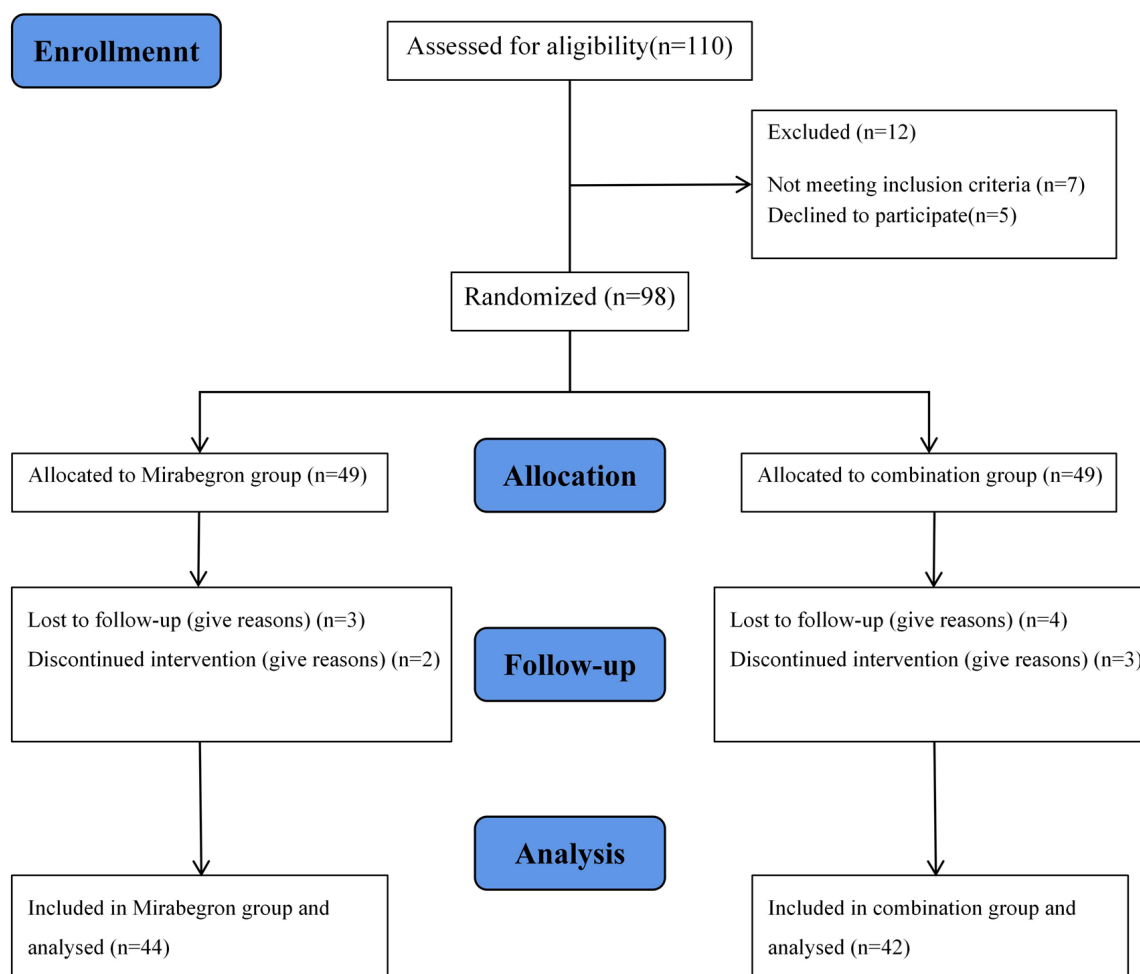 Enrollmennt
Assessed for aligibility(n=110)
Excluded (n=12)
Not meeting inclusion criteria (n=7)
Declined to participate(n=5)
Randomized (n=98)
Allocated to Mirabegron group (n=49)
Allocation
Allocated to combination group (n=49)
Lost to follow-up (give reasons) (n=3)
Discontinued intervention (give reasons) (n=2)
Follow-up
Lost to follow-up (give reasons) (n=4)
Discontinued intervention (give reasons) (n=3)
Analysis
Included in Mirabegron group and
analysed (n=44)
Included in combination group and
analysed (n=42)